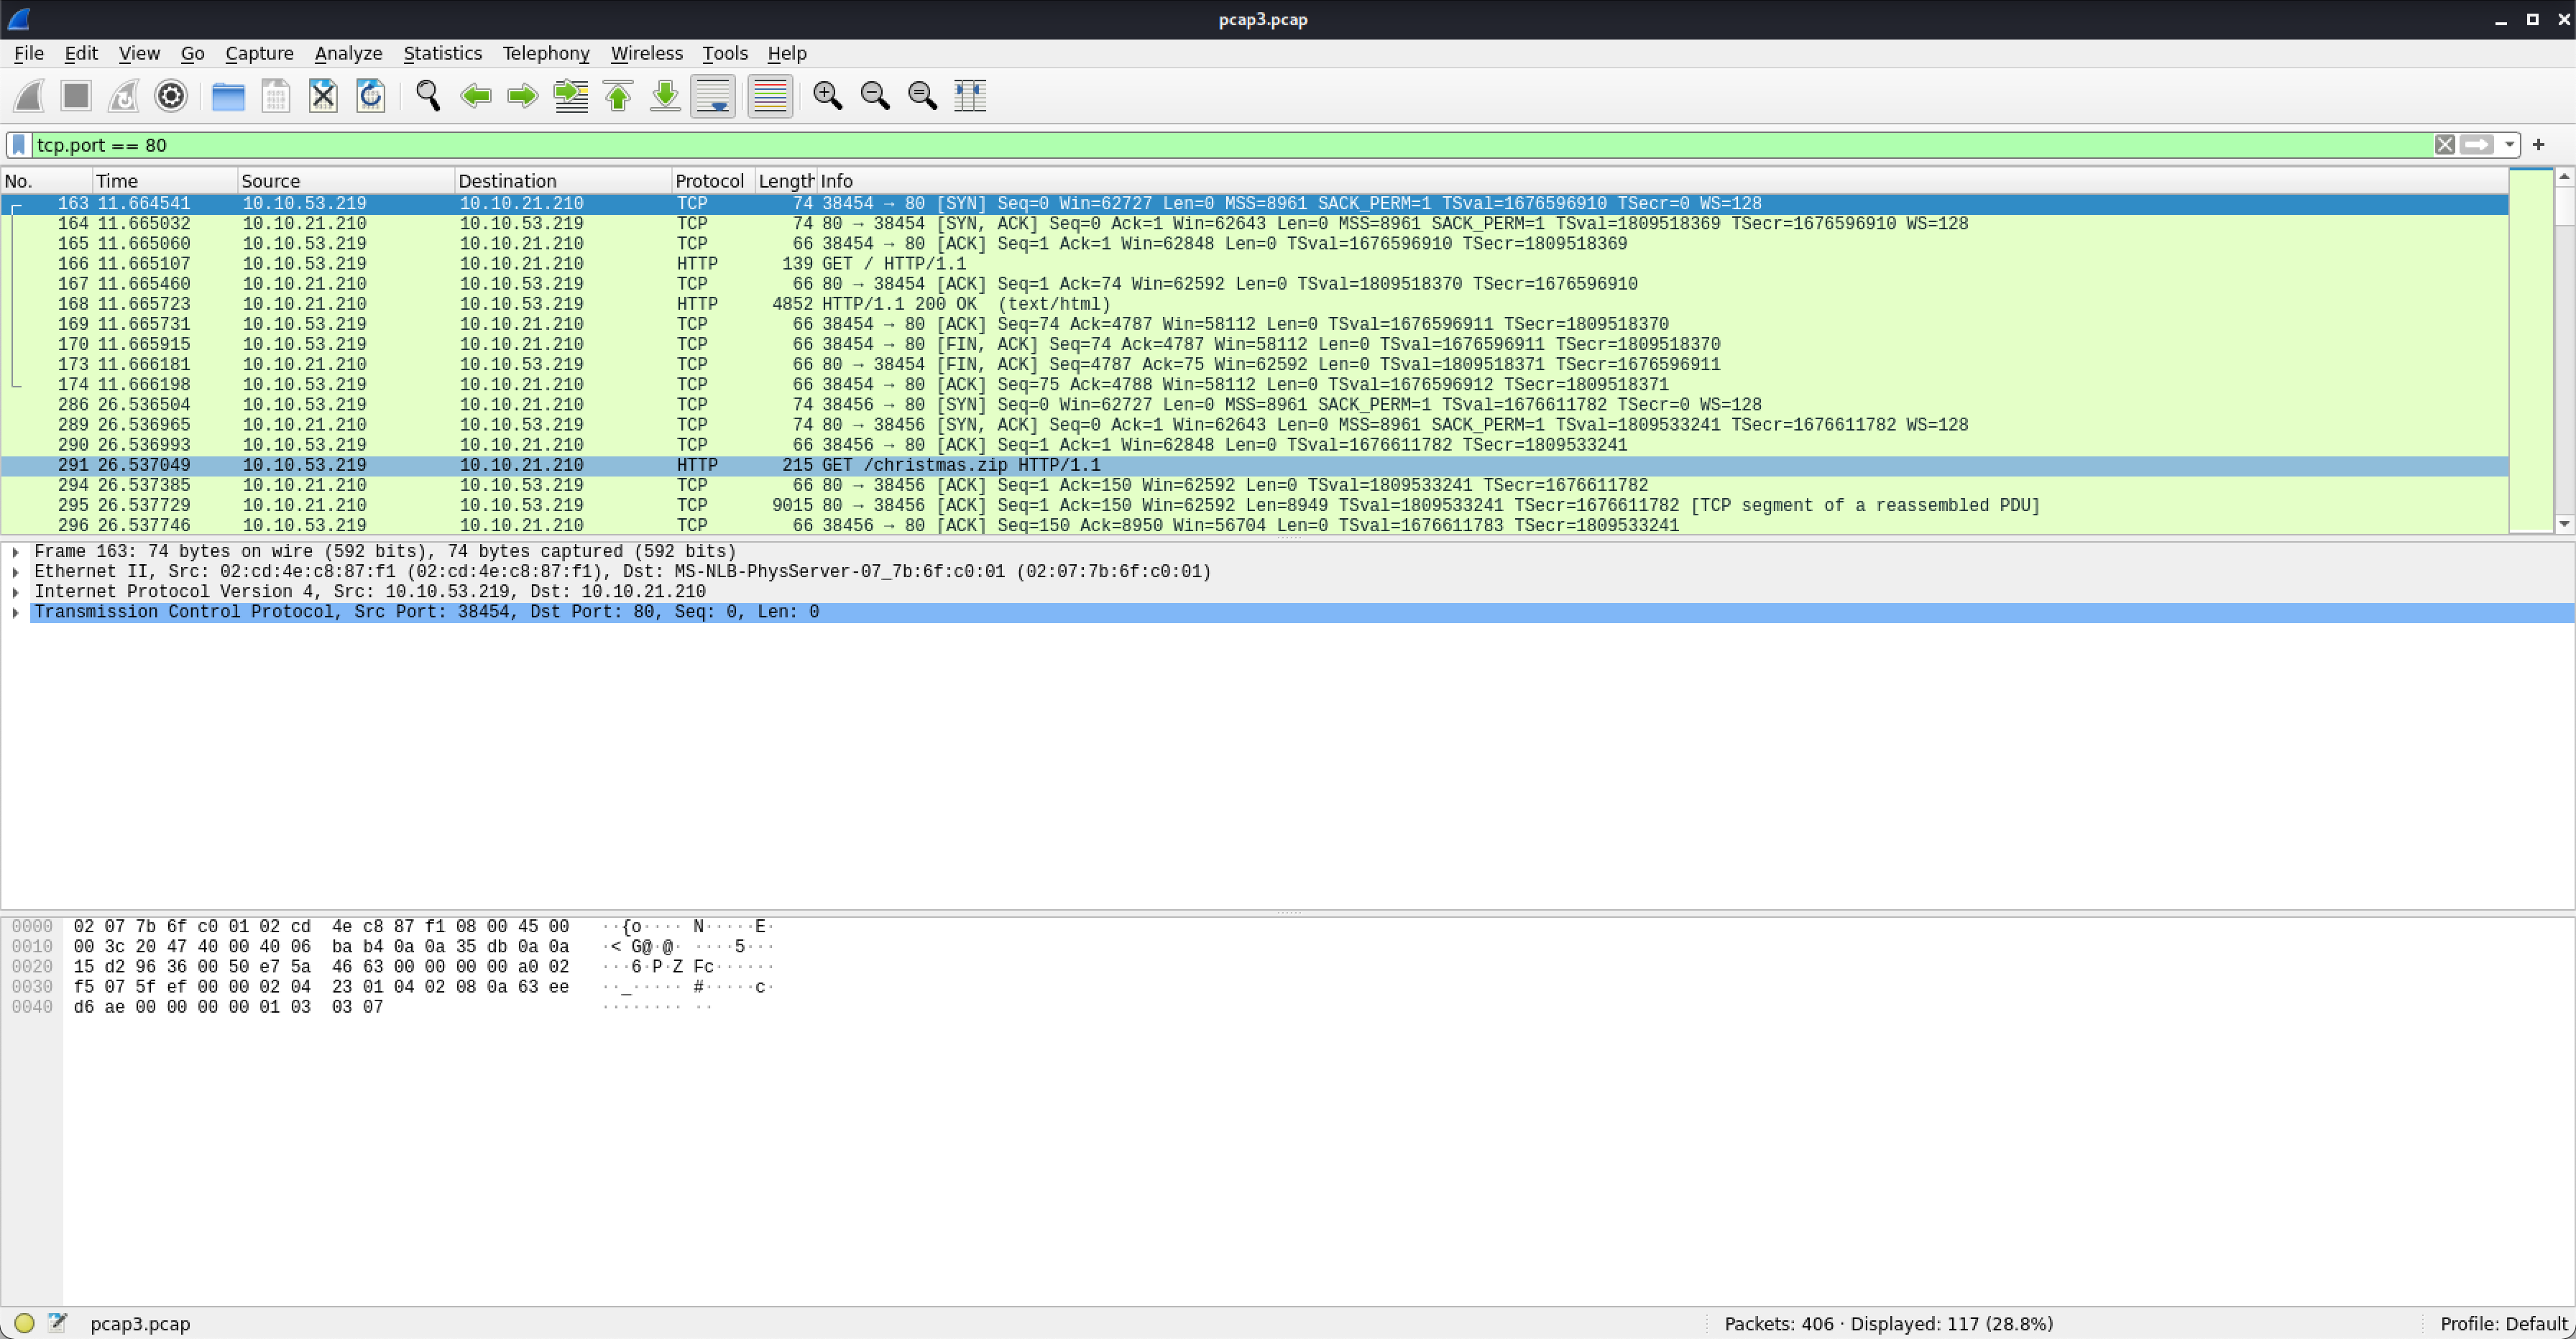 pcap3.pcap
File Edit View Go Capture Analyze Statistics Telephony Wireless Tools Help
tcp.port == 80
No. Time Source Destination Protocol Length Info
163 11.664541 10.10.53.219 10.10.21.210 TCP 74 38454 → 80 [SYN] Seq=0 Win=62727 Len=0 MSS=8961 SACK_PERM=1 TSval=1676596910 TSecr=0 WS=128
164 11.665032 10.10.21.210 10.10.53.219 TCP 74 80 → 38454 [SYN, ACK] Seq=0 Ack=1 Win=62643 Len=0 MSS=8961 SACK_PERM=1 TSval=1809518369 TSecr=1676596910 WS=128
165 11.665060 10.10.53.219 10.10.21.210 TCP 66 38454 → 80 [ACK] Seq=1 Ack=1 Win=62848 Len=0 TSval=1676596910 TSecr=1809518369
166 11.665107 10.10.53.219 10.10.21.210 HTTP 139 GET / HTTP/1.1
167 11.665460 10.10.21.210 10.10.53.219 TCP 66 80 → 38454 [ACK] Seq=1 Ack=74 Win=62592 Len=0 TSval=1809518370 TSecr=1676596910
168 11.665723 10.10.21.210 10.10.53.219 HTTP 4852 HTTP/1.1 200 OK  (text/html)
169 11.665731 10.10.53.219 10.10.21.210 TCP 66 38454 → 80 [ACK] Seq=74 Ack=4787 Win=58112 Len=0 TSval=1676596911 TSecr=1809518370
170 11.665915 10.10.53.219 10.10.21.210 TCP 66 38454 → 80 [FIN, ACK] Seq=74 Ack=4787 Win=58112 Len=0 TSval=1676596911 TSecr=1809518370
173 11.666181 10.10.21.210 10.10.53.219 TCP 66 80 → 38454 [FIN, ACK] Seq=4787 Ack=75 Win=62592 Len=0 TSval=1809518371 TSecr=1676596911
174 11.666198 10.10.53.219 10.10.21.210 TCP 66 38454 → 80 [ACK] Seq=75 Ack=4788 Win=58112 Len=0 TSval=1676596912 TSecr=1809518371
286 26.536504 10.10.53.219 10.10.21.210 TCP 74 38456 → 80 [SYN] Seq=0 Win=62727 Len=0 MSS=8961 SACK_PERM=1 TSval=1676611782 TSecr=0 WS=128
289 26.536965 10.10.21.210 10.10.53.219 TCP 74 80 → 38456 [SYN, ACK] Seq=0 Ack=1 Win=62643 Len=0 MSS=8961 SACK_PERM=1 TSval=1809533241 TSecr=1676611782 WS=128
290 26.536993 10.10.53.219 10.10.21.210 TCP 66 38456 → 80 [ACK] Seq=1 Ack=1 Win=62848 Len=0 TSval=1676611782 TSecr=1809533241
291 26.537049 10.10.53.219 10.10.21.210 HTTP 215 GET /christmas.zip HTTP/1.1
294 26.537385 10.10.21.210 10.10.53.219 TCP 66 80 → 38456 [ACK] Seq=1 Ack=150 Win=62592 Len=0 TSval=1809533241 TSecr=1676611782
295 26.537729 10.10.21.210 10.10.53.219 TCP 9015 80 → 38456 [ACK] Seq=1 Ack=150 Win=62592 Len=8949 TSval=1809533241 TSecr=1676611782 [TCP segment of a reassembled PDU]
296 26.537746 10.10.53.219 10.10.21.210 TCP 66 38456 → 80 [ACK] Seq=150 Ack=8950 Win=56704 Len=0 TSval=1676611783 TSecr=1809533241
Frame 163: 74 bytes on wire (592 bits), 74 bytes captured (592 bits)
Ethernet II, Src: 02:cd:4e:c8:87:f1 (02:cd:4e:c8:87:f1), Dst: MS-NLB-PhysServer-07_7b:6f:c0:01 (02:07:7b:6f:c0:01)
Internet Protocol Version 4, Src: 10.10.53.219, Dst: 10.10.21.210
Transmission Control Protocol, Src Port: 38454, Dst Port: 80, Seq: 0, Len: 0
0000 02 07 7b 6f c0 01 02 cd 4e c8 87 f1 08 00 45 00 ··{o···· N·····E·
0010 00 3c 20 47 40 00 40 06 ba b4 0a 0a 35 db 0a 0a ·< G@·@· ····5···
0020 15 d2 96 36 00 50 e7 5a 46 63 00 00 00 00 a0 02 ···6·P·Z Fc······
0030 f5 07 5f ef 00 00 02 04 23 01 04 02 08 0a 63 ee ··_····· #·····c·
0040 d6 ae 00 00 00 00 01 03 03 07 ········ ··
pcap3.pcap Packets: 406 · Displayed: 117 (28.8%) Profile: Default